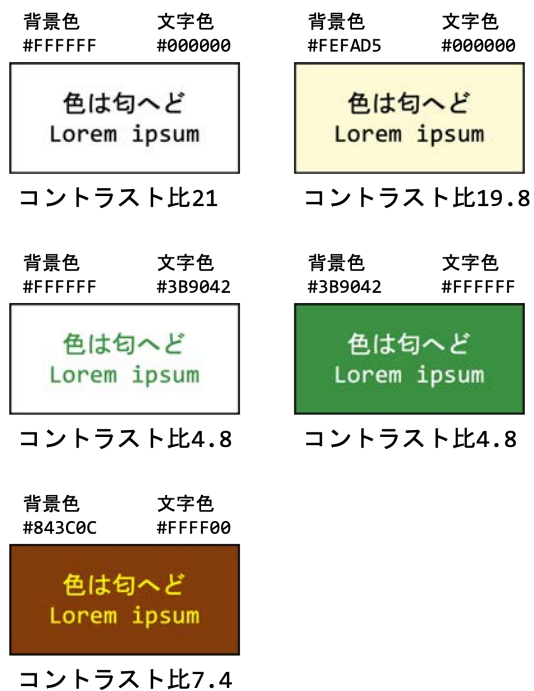 背景色 文字色
#FFFFFF #000000
色は匂へど
Lorem ipsum
コントラスト比21
背景色 文字色
#FEFAD5 #000000
色は匂へど
Lorem ipsum
コントラスト比19.8
背景色 文字色
#FFFFFF #3B9042
色は匂へど
Lorem ipsum
コントラスト比4.8
背景色 文字色
#3B9042 #FFFFFF
色は匂へど
Lorem ipsum
コントラスト比4.8
背景色 文字色
#843C0C #FFFF00
色は匂へど
Lorem ipsum
コントラスト比7.4